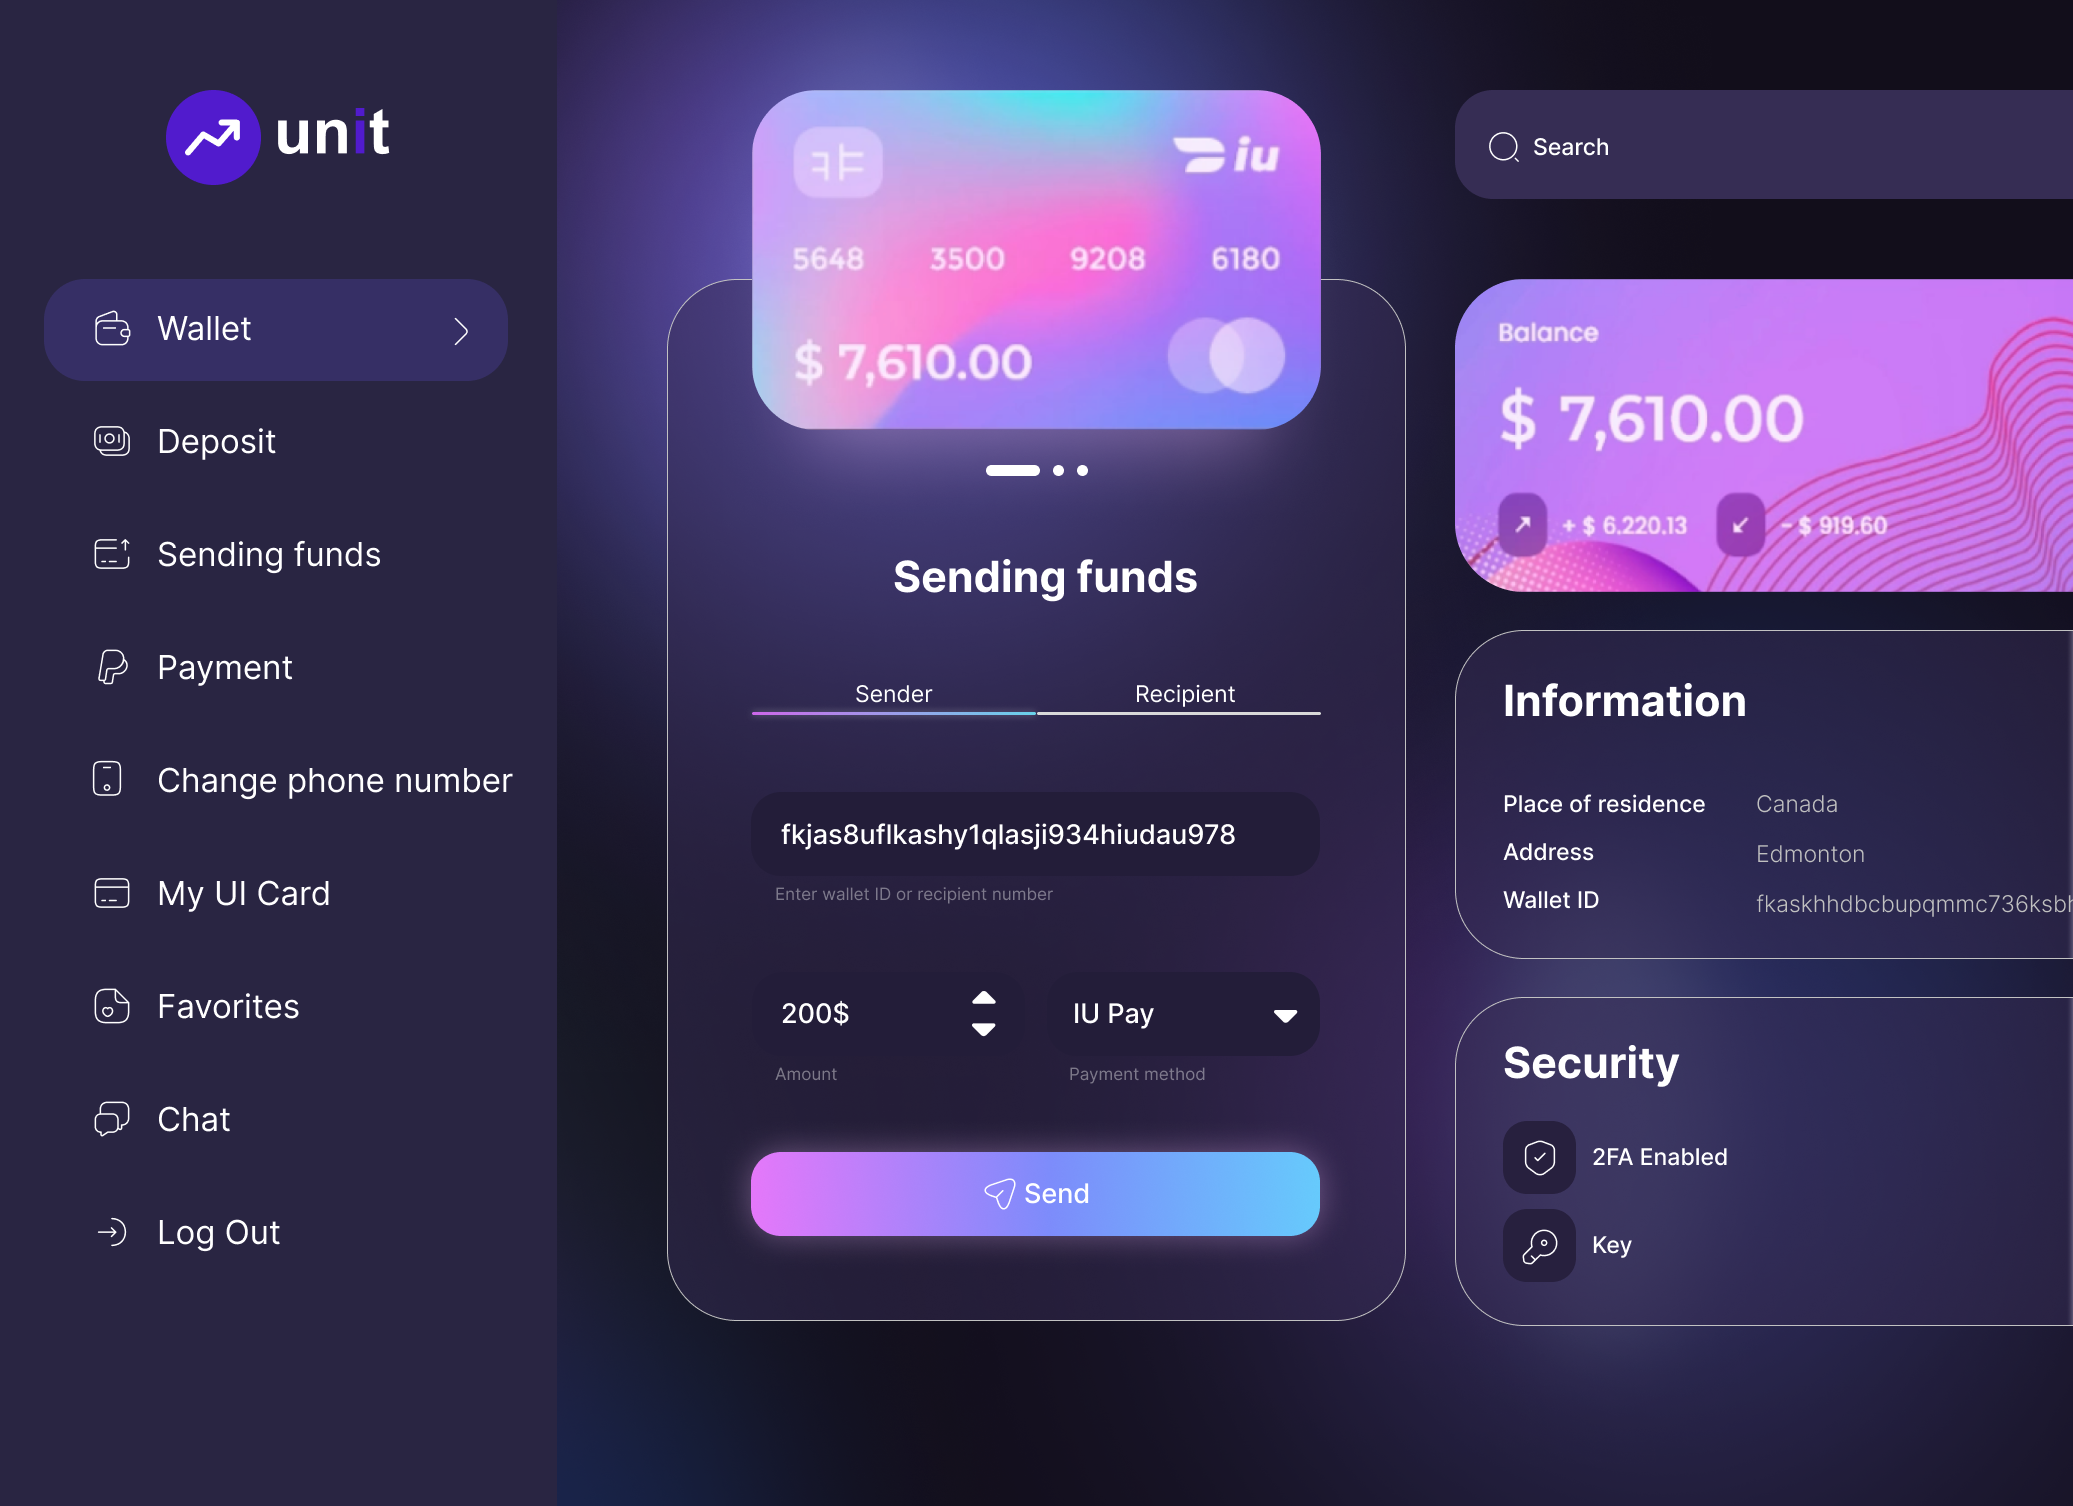 unit
Wallet
Deposit
Sending funds
Payment
Change phone number
My UI Card
Favorites
Chat
Log Out
iu
5648 3500 9208 6180
$ 7,610.00
Sending funds
Sender Recipient
fkjas8uflkashy1qlasji934hiudau978
Enter wallet ID or recipient number
200$ IU Pay
Amount Payment method
Send
Search
Balance
$ 7,610.00
+ $ 6.220.13 - $ 919.60
Information
Place of residence Canada
Address Edmonton
Wallet ID fkaskhhdbcbupqmmc736ksb
Security
2FA Enabled
Key